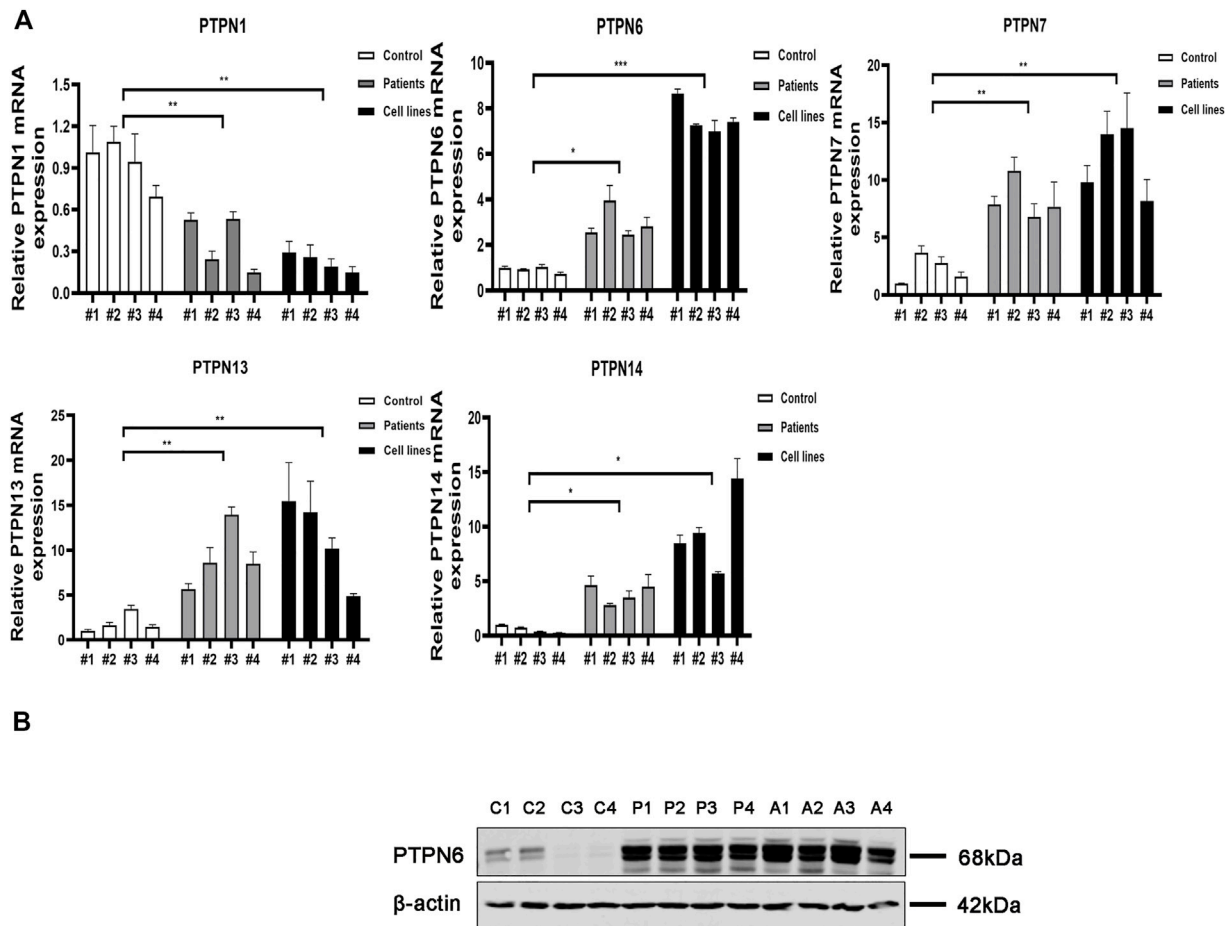 A
PTPN1
Control
Patients
Cell lines
Relative PTPN1 mRNA
expression
1.5
1.2
0.9
0.6
0.3
0.0
**
**
#1 #2 #3 #4 #1 #2 #3 #4 #1 #2 #3 #4
PTPN6
Control
Patients
Cell lines
Relative PTPN6 mRNA
expression
10
8
6
4
2
0
***
*
#1 #2 #3 #4 #1 #2 #3 #4 #1 #2 #3 #4
PTPN7
Control
Patients
Cell lines
Relative PTPN7 mRNA
expression
20
15
10
5
0
**
**
#1 #2 #3 #4 #1 #2 #3 #4 #1 #2 #3 #4
PTPN13
Control
Patients
Cell lines
Relative PTPN13 mRNA
expression
25
20
15
10
5
0
**
**
#1 #2 #3 #4 #1 #2 #3 #4 #1 #2 #3 #4
PTPN14
Control
Patients
Cell lines
Relative PTPN14 mRNA
expression
20
15
10
5
0
*
*
#1 #2 #3 #4 #1 #2 #3 #4 #1 #2 #3 #4
B
C1 C2 C3 C4 P1 P2 P3 P4 A1 A2 A3 A4
PTPN6 68kDa
β-actin 42kDa